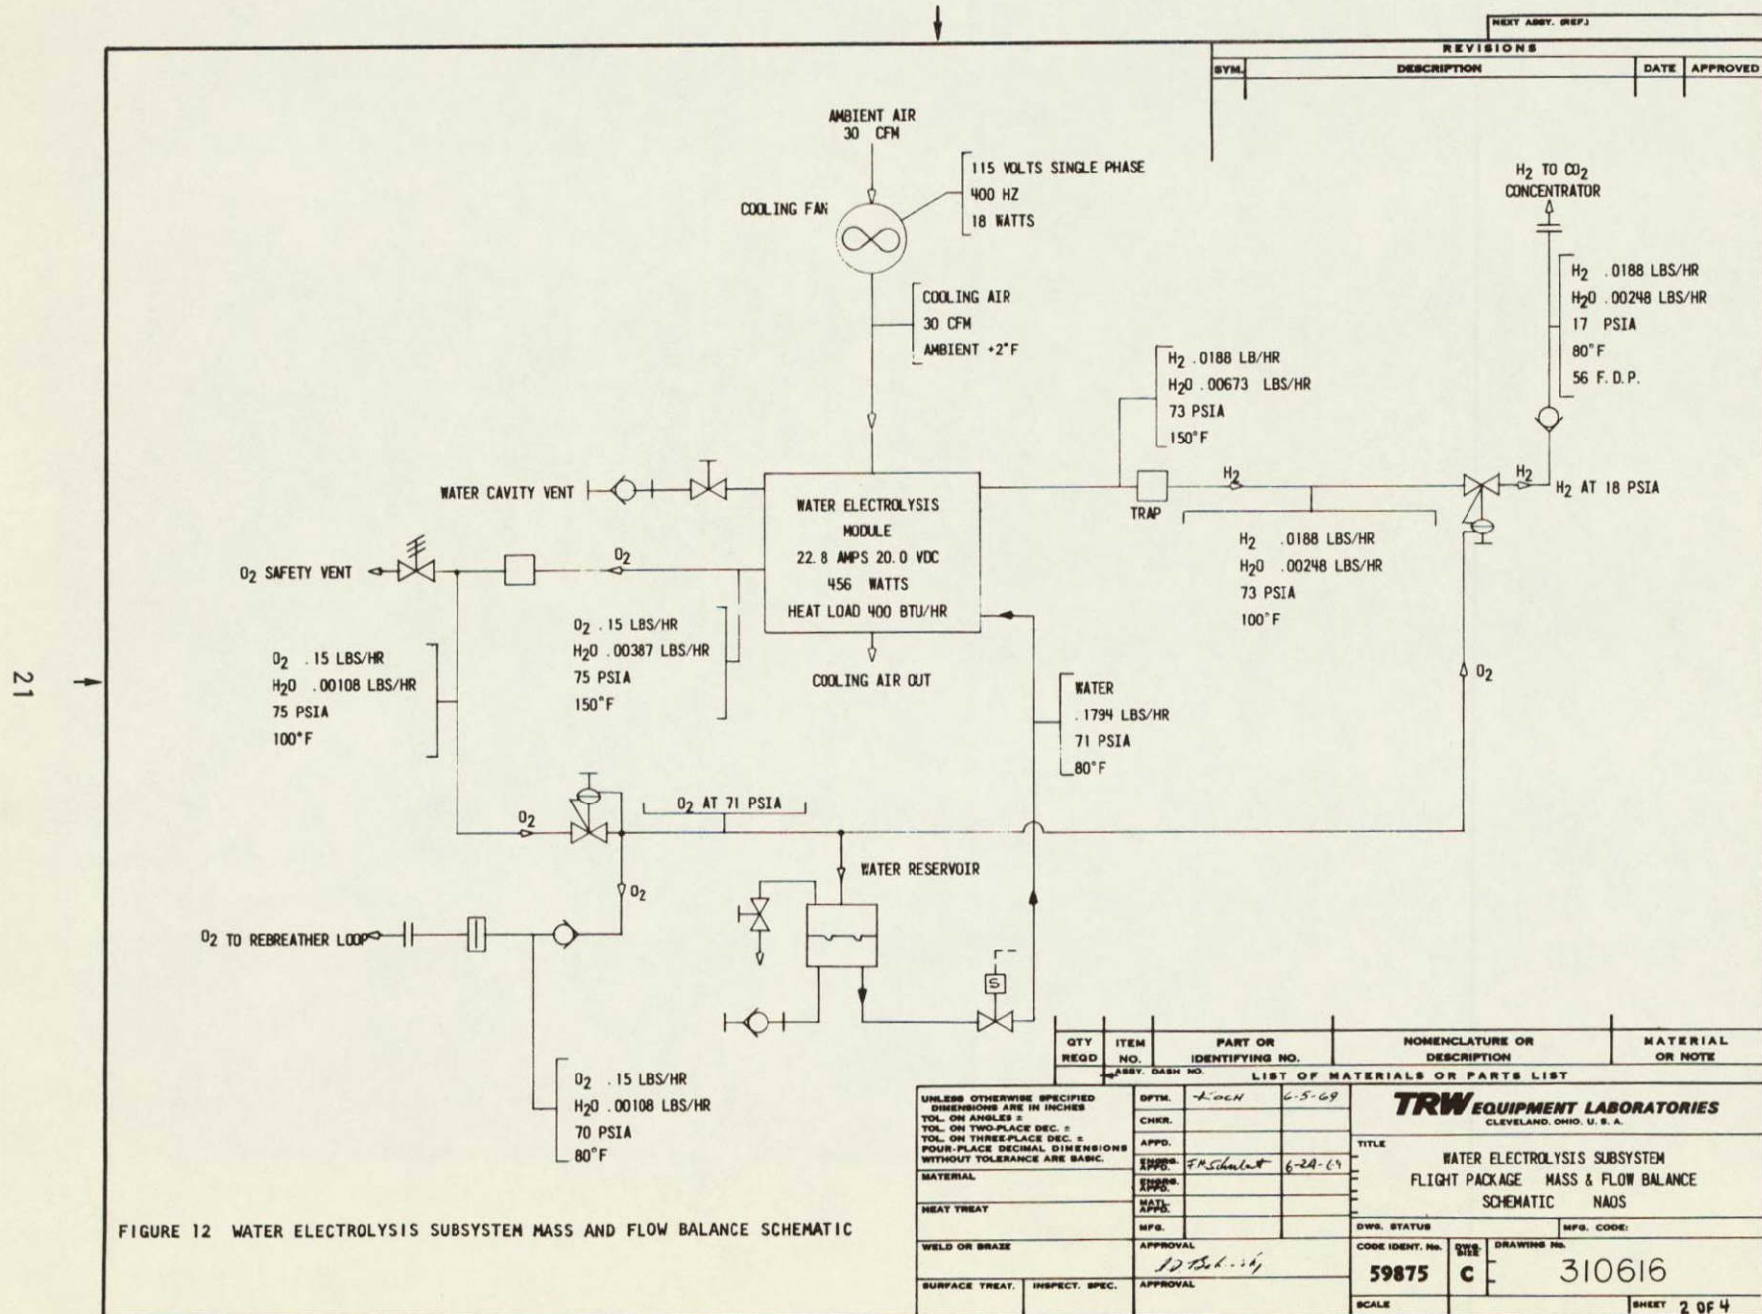 NEXT ASSY. (REF.)
REVISIONS
SYM. DESCRIPTION DATE APPROVED
AMBIENT AIR
30 CFM
COOLING FAN
115 VOLTS SINGLE PHASE
400 HZ
18 WATTS
H2 TO CO2
CONCENTRATOR
COOLING AIR
30 CFM
AMBIENT +2°F
H2 .0188 LBS/HR
H2O .00248 LBS/HR
17 PSIA
80°F
56 F.D.P.
H2 .0188 LB/HR
H2O .00673 LBS/HR
73 PSIA
150°F
WATER CAVITY VENT
WATER ELECTROLYSIS
MODULE
22.8 AMPS 20.0 VDC
456 WATTS
HEAT LOAD 400 BTU/HR
TRAP
H2
H2
H2 AT 18 PSIA
H2 .0188 LBS/HR
H2O .00248 LBS/HR
73 PSIA
100°F
O2 SAFETY VENT
O2
O2 .15 LBS/HR
H2O .00387 LBS/HR
75 PSIA
150°F
O2 .15 LBS/HR
H2O .00108 LBS/HR
75 PSIA
100°F
COOLING AIR OUT
WATER
.1794 LBS/HR
71 PSIA
80°F
O2
21
O2
O2 AT 71 PSIA
WATER RESERVOIR
O2
O2 TO REBREATHER LOOP
S
O2 .15 LBS/HR
H2O .00108 LBS/HR
70 PSIA
80°F
FIGURE 12 WATER ELECTROLYSIS SUBSYSTEM MASS AND FLOW BALANCE SCHEMATIC
QTY REQD ITEM NO. PART OR IDENTIFYING NO. NOMENCLATURE OR DESCRIPTION MATERIAL OR NOTE
ASSY. DASH NO. LIST OF MATERIALS OR PARTS LIST
UNLESS OTHERWISE SPECIFIED
DIMENSIONS ARE IN INCHES
TOL. ON ANGLES ±
TOL. ON TWO-PLACE DEC. ±
TOL. ON THREE-PLACE DEC. ±
FOUR-PLACE DECIMAL DIMENSIONS
WITHOUT TOLERANCE ARE BASIC.
MATERIAL
HEAT TREAT
WELD OR BRAZE
SURFACE TREAT. INSPECT. SPEC.
DFTM. KOCH 6-5-69
CHKR.
APPD.
ENGRG. APPD. 6-24-69
ENGRG. APPD.
MATL. APPD.
MFG.
APPROVAL
APPROVAL
TRW EQUIPMENT LABORATORIES
CLEVELAND, OHIO, U. S. A.
TITLE
WATER ELECTROLYSIS SUBSYSTEM
FLIGHT PACKAGE MASS & FLOW BALANCE
SCHEMATIC NAOS
DWG. STATUS MFG. CODE:
CODE IDENT. No. DWG. SIZE DRAWING No.
59875 C 310616
SCALE SHEET 2 OF 4